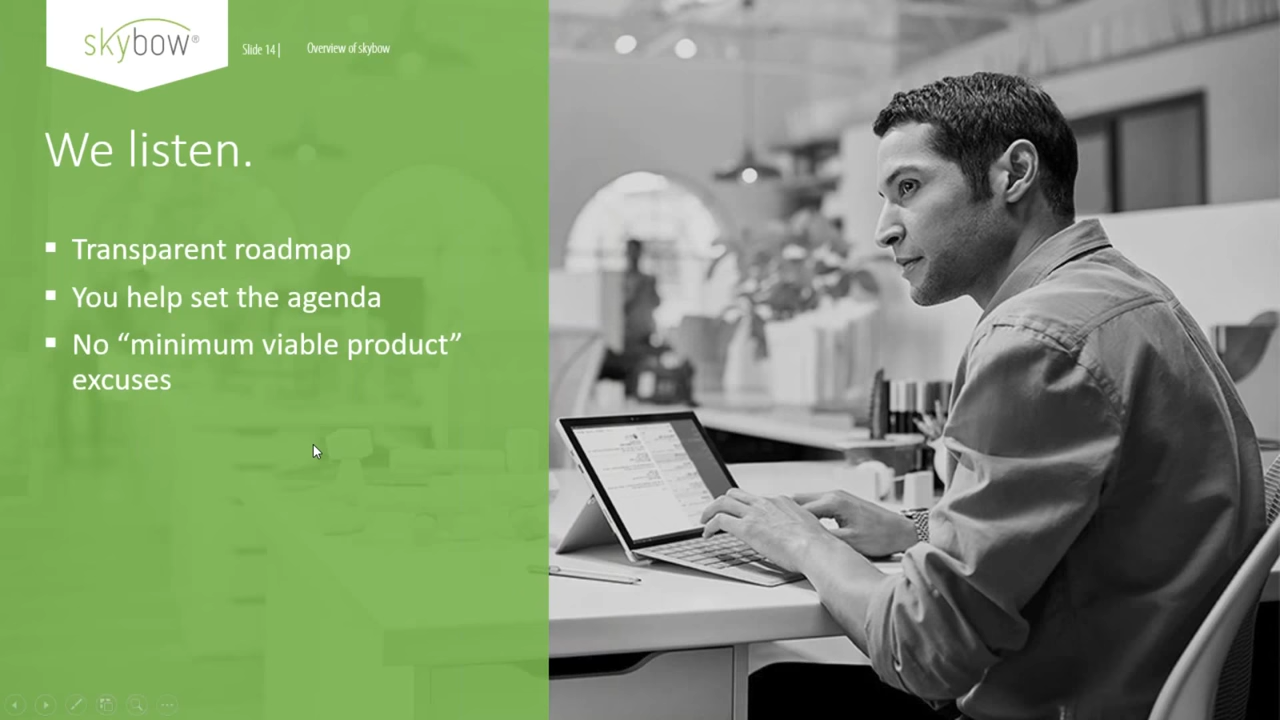 skybow®
Slide 14 |
Overview of skybow
We listen.
▪ Transparent roadmap
▪ You help set the agenda
▪ No “minimum viable product”
excuses